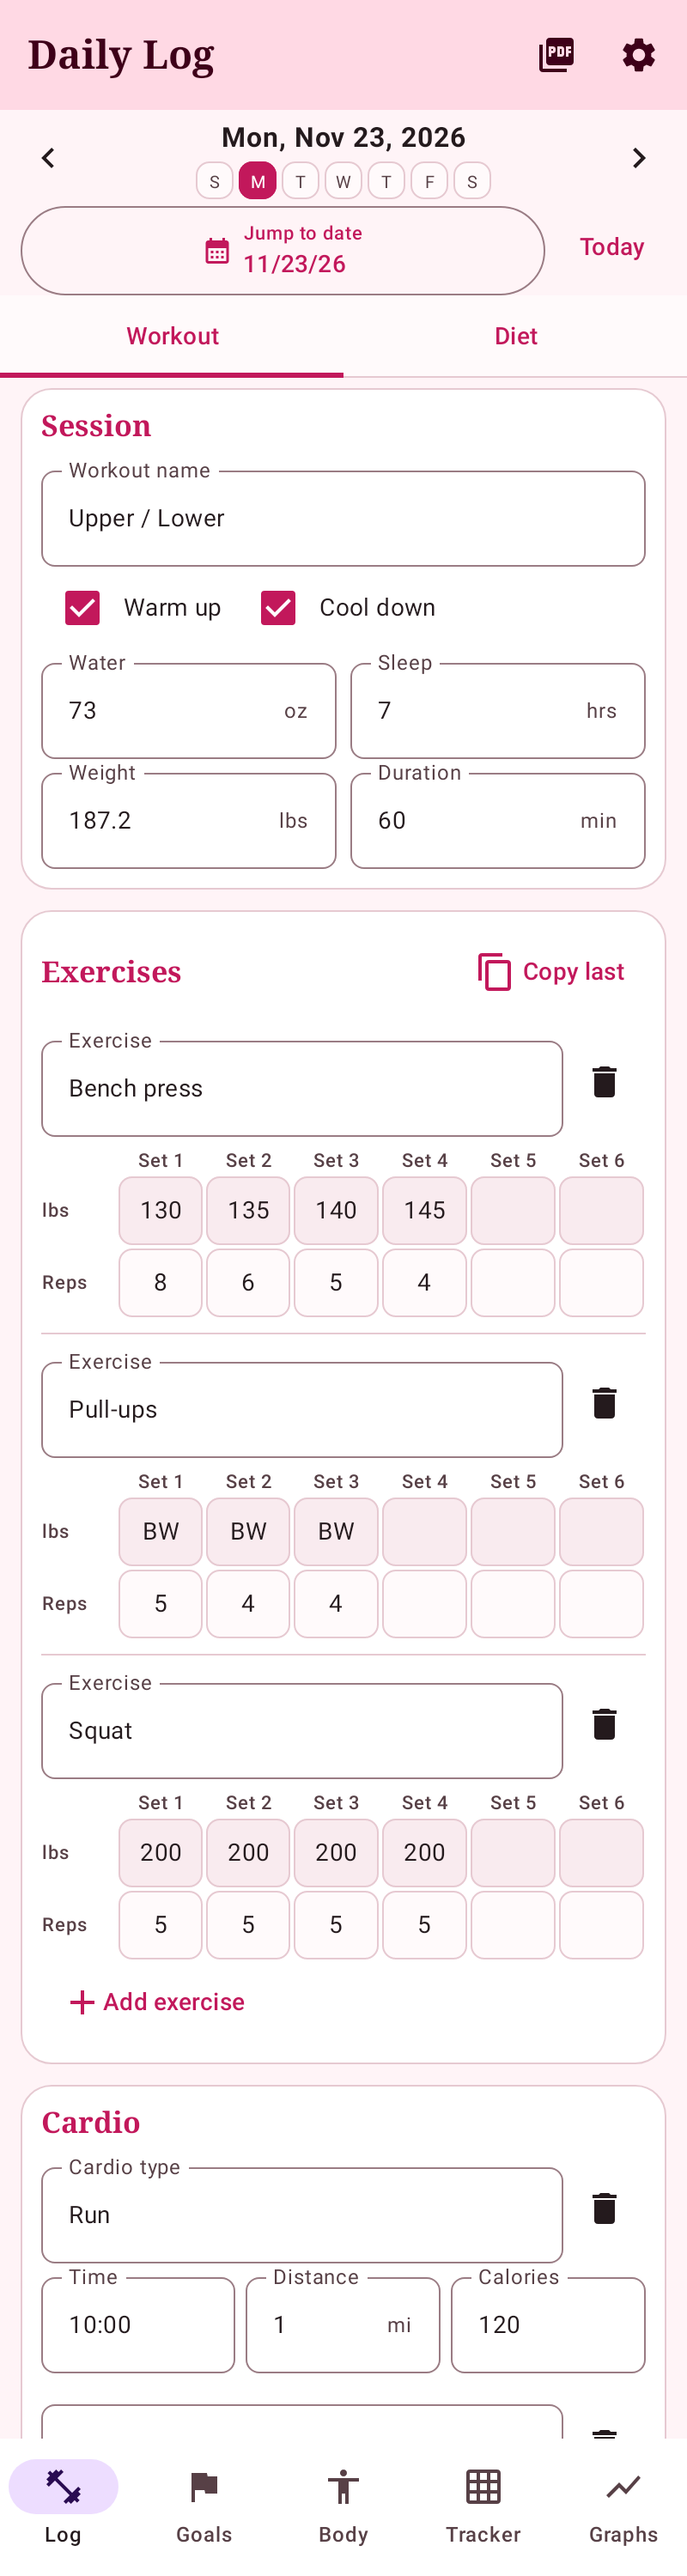 Daily Log
PDF
Mon, Nov 23, 2026
S M T W T F S
Jump to date
11/23/26
Today
Workout Diet
Session
Workout name
Upper / Lower
Warm up Cool down
Water Sleep
73 oz 7 hrs
Weight Duration
187.2 lbs 60 min
Exercises Copy last
Exercise
Bench press
Set 1 Set 2 Set 3 Set 4 Set 5 Set 6
lbs 130 135 140 145
Reps 8 6 5 4
Exercise
Pull-ups
Set 1 Set 2 Set 3 Set 4 Set 5 Set 6
lbs BW BW BW
Reps 5 4 4
Exercise
Squat
Set 1 Set 2 Set 3 Set 4 Set 5 Set 6
lbs 200 200 200 200
Reps 5 5 5 5
Add exercise
Cardio
Cardio type
Run
Time Distance Calories
10:00 1 mi 120
Log Goals Body Tracker Graphs